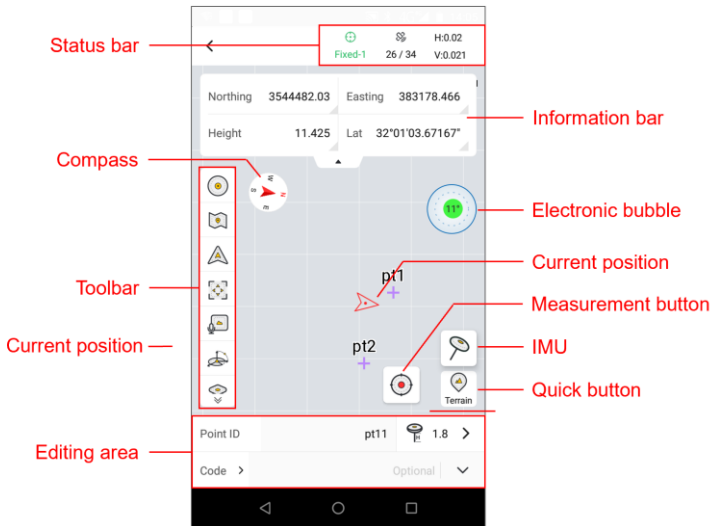 Status bar
H:0.02
Fixed-1 26 / 34 V:0.021
Northing 3544482.03 Easting 383178.466
Information bar
Height 11.425 Lat 32°01'03.67167"
Compass
W
S N
E
11°
Electronic bubble
Current position
pt1
Toolbar
Measurement button
Current position
pt2
IMU
Quick button
Terrain
Point ID pt11 H 1.8
Editing area
Code Optional